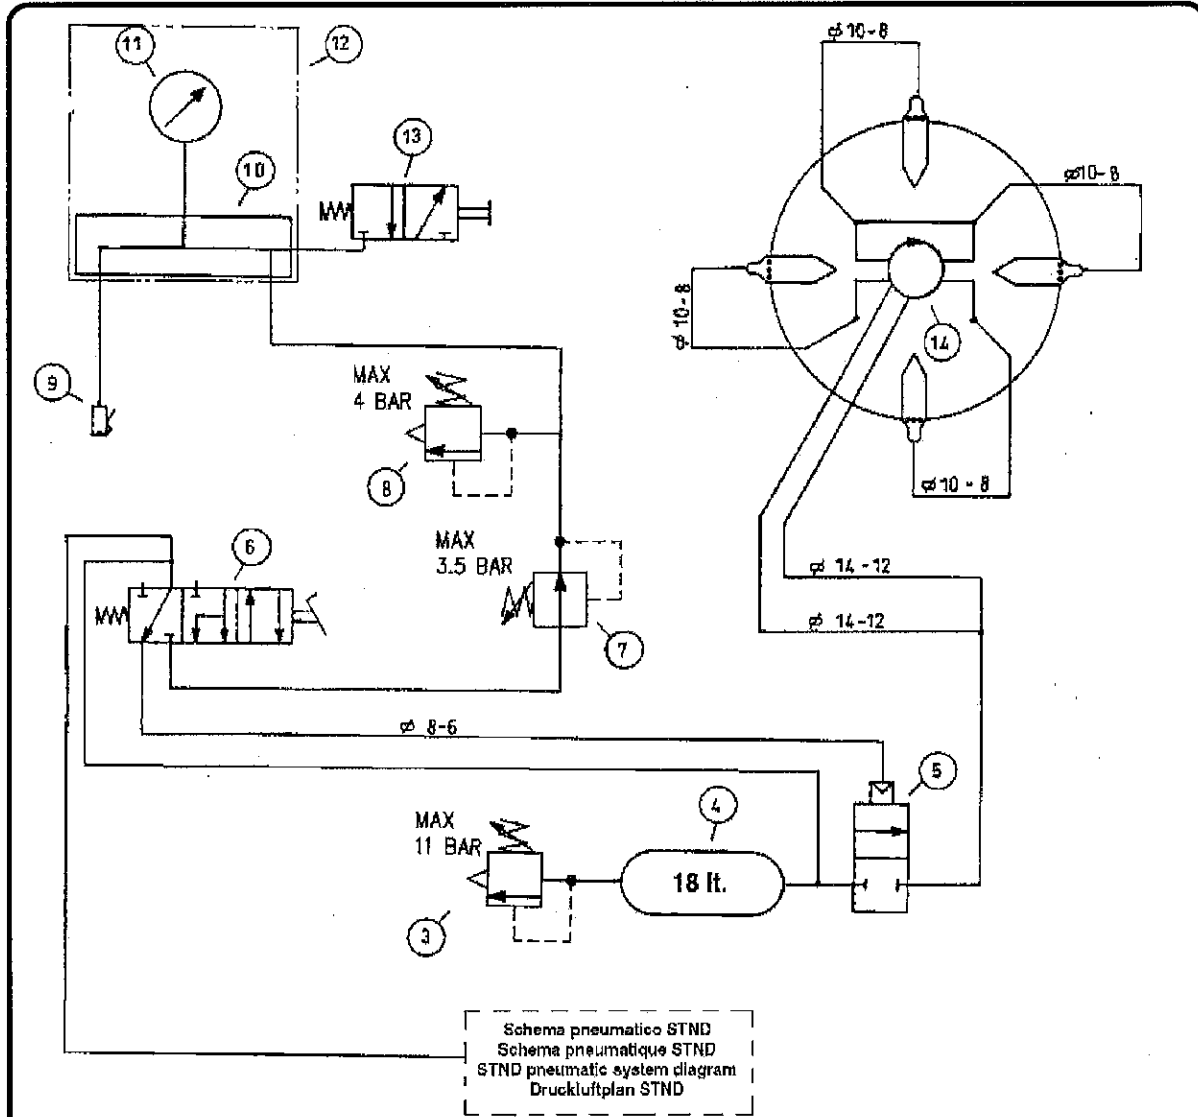 11
12
ø 10-8
13
10
ø10-8
ø 10-8
14
9
MAX
4 BAR
8
ø 10 - 8
6
MAX
3.5 BAR
ø 14-12
ø 14-12
7
ø 8-6
5
4
MAX
11 BAR
18 lt.
3
Schema pneumatico STND
Schema pneumatique STND
STND pneumatic system diagram
Druckluftplan STND